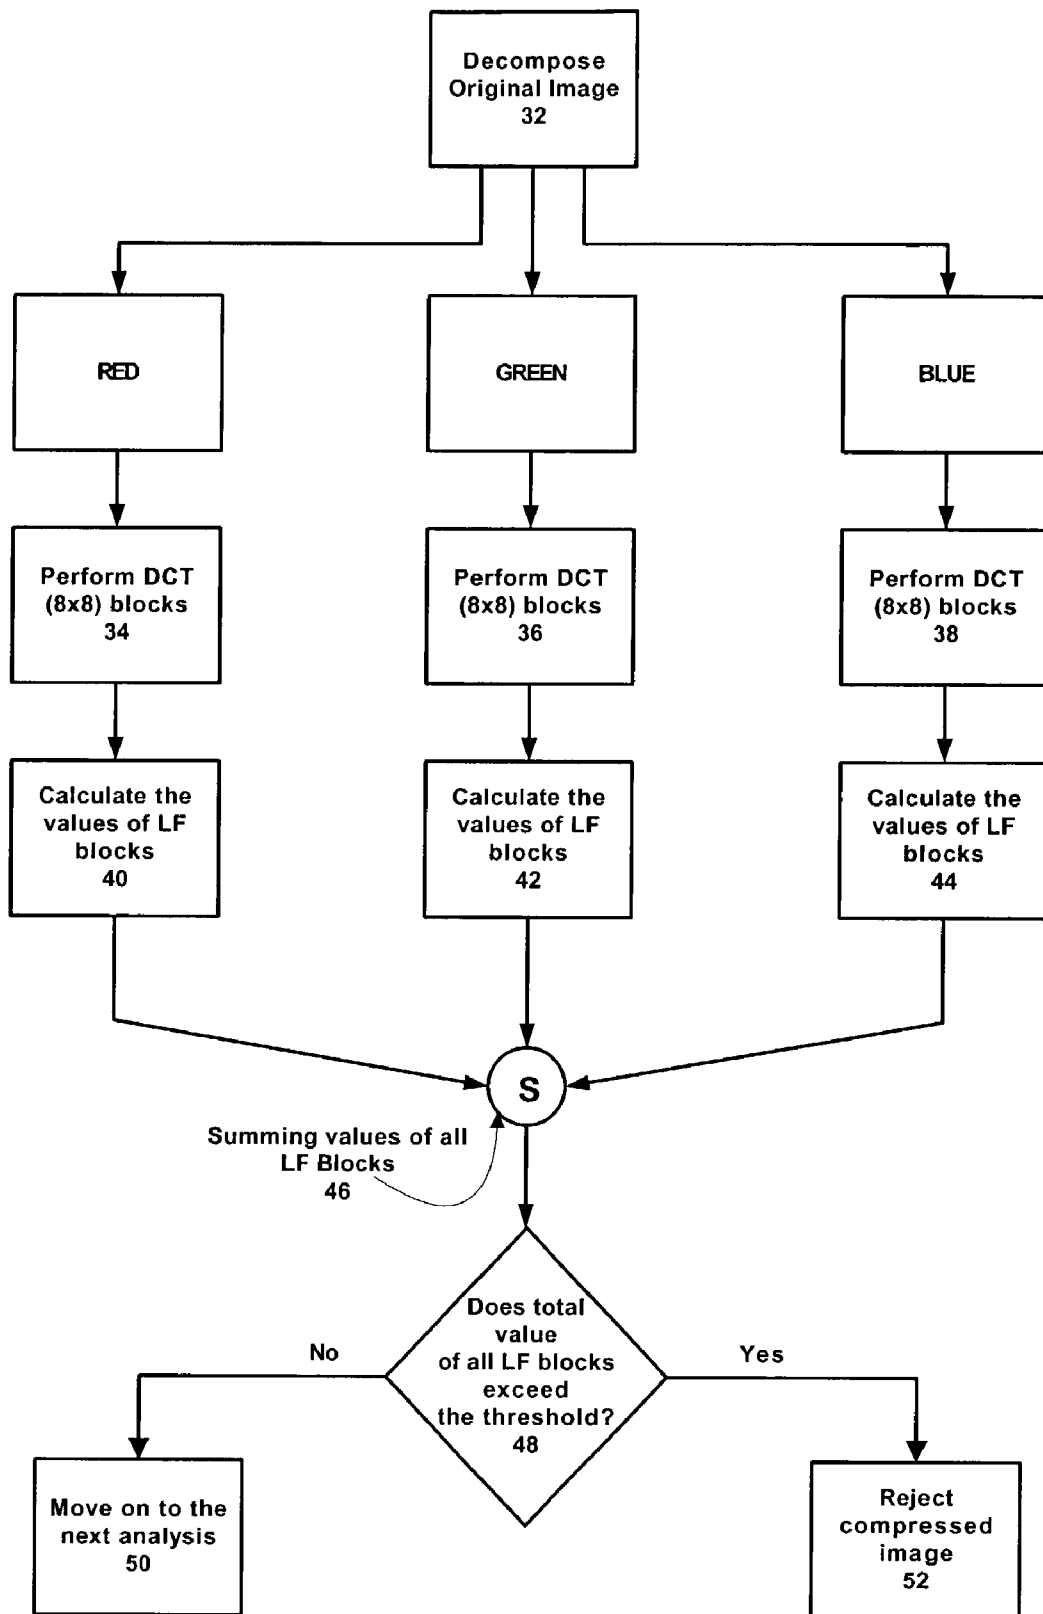 Decompose
Original Image
32
RED
GREEN
BLUE
Perform DCT
(8x8) blocks
34
Perform DCT
(8x8) blocks
36
Perform DCT
(8x8) blocks
38
Calculate the
values of LF
blocks
40
Calculate the
values of LF
blocks
42
Calculate the
values of LF
blocks
44
S
Summing values of all
LF Blocks
46
Does total
value
of all LF blocks
exceed
the threshold?
48
No
Yes
Move on to the
next analysis
50
Reject
compressed
image
52